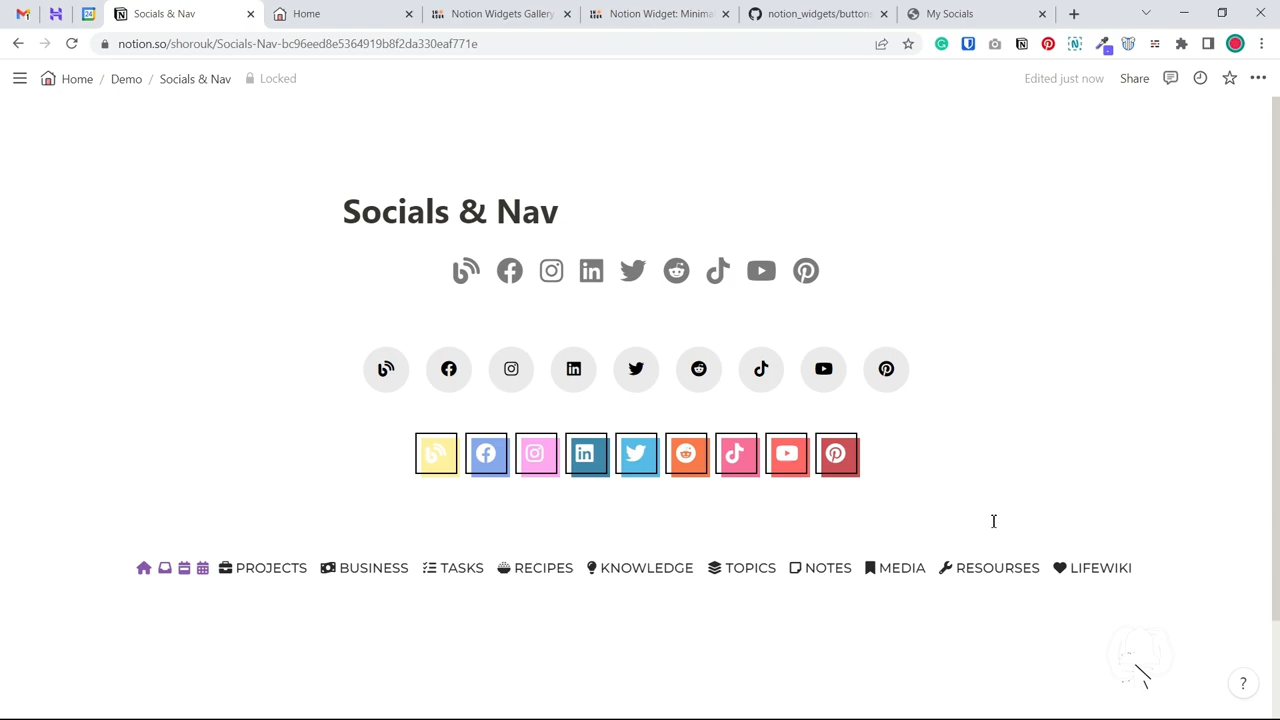 Socials & Nav
Home
Notion Widgets Gallery
Notion Widget: Minima
notion_widgets/buttons
My Socials
24
notion.so/shorouk/Socials-Nav-bc96eed8e5364919b8f2da330eaf771e
Home / Demo / Socials & Nav
Locked
Edited just now
Share
Socials & Nav
PROJECTS
BUSINESS
TASKS
RECIPES
KNOWLEDGE
TOPICS
NOTES
MEDIA
RESOURSES
LIFEWIKI
?